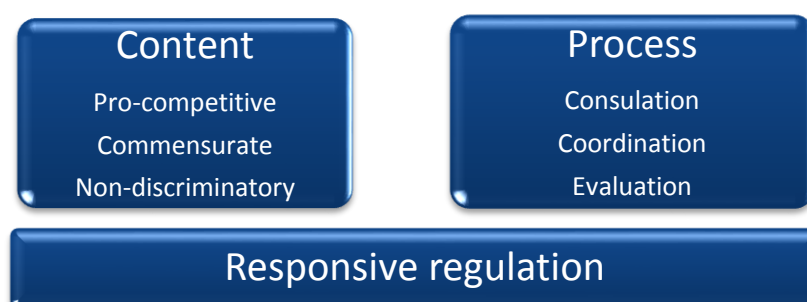 Content
Pro-competitive
Commensurate
Non-discriminatory
Process
Consulation
Coordination
Evaluation
Responsive regulation